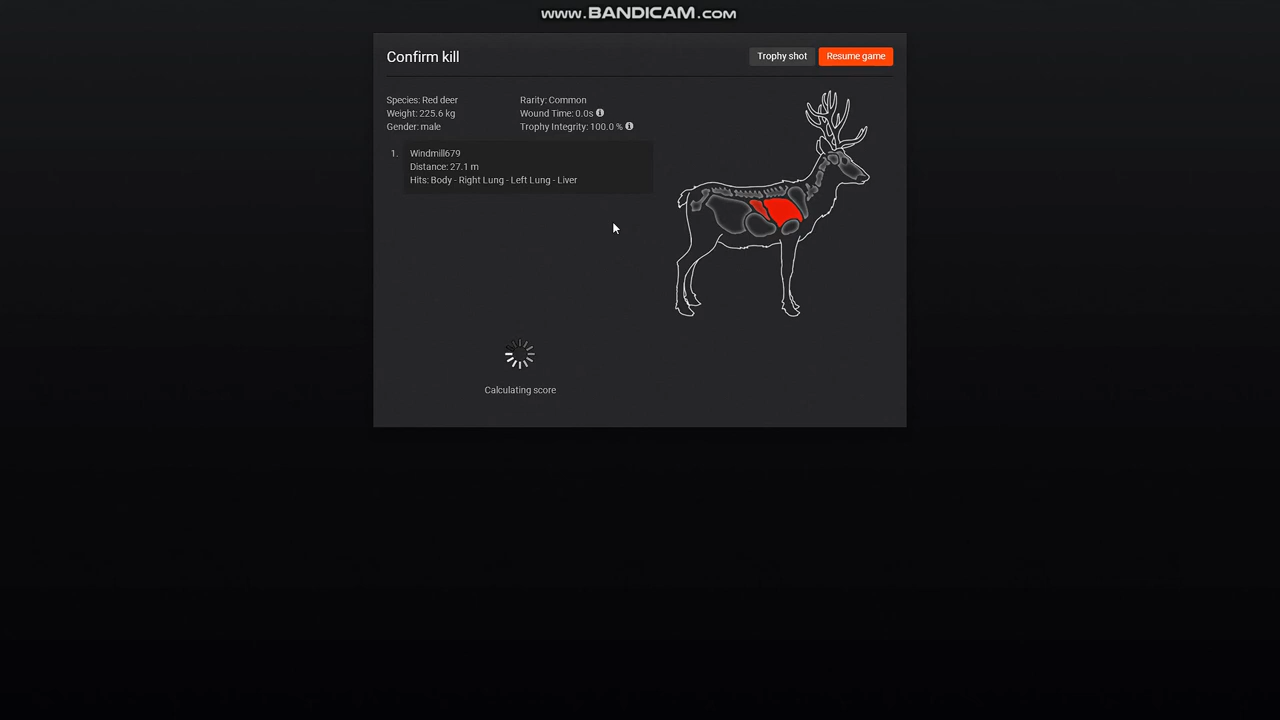 www.BANDICAM.com
Confirm kill
Trophy shot
Resume game
Species: Red deer
Weight: 225.6 kg
Gender: male
Rarity: Common
Wound Time: 0.0s
Trophy Integrity: 100.0 %
1.
Windmill679
Distance: 27.1 m
Hits: Body - Right Lung - Left Lung - Liver
Calculating score